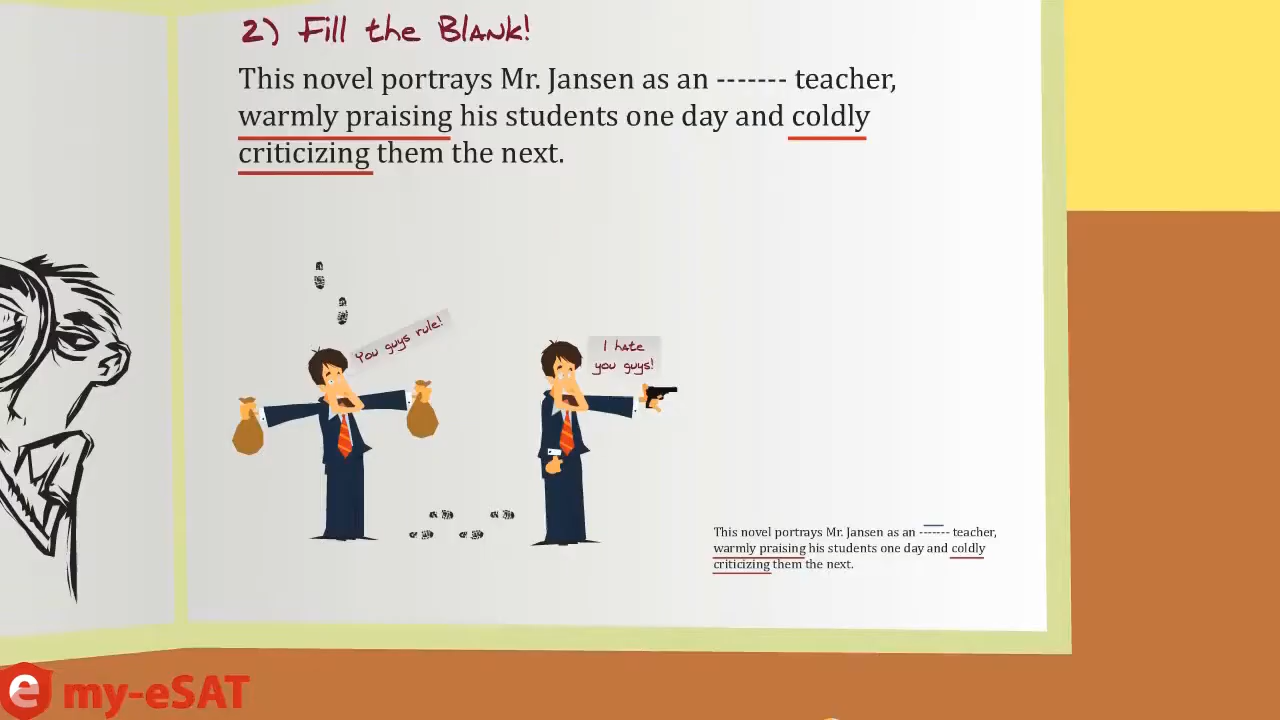 2) Fill the Blank!
This novel portrays Mr. Jansen as an ------- teacher,
warmly praising his students one day and coldly
criticizing them the next.
You guys rule!
I hate
you guys!
This novel portrays Mr. Jansen as an ------- teacher,
warmly praising his students one day and coldly
criticizing them the next.
e my-eSAT